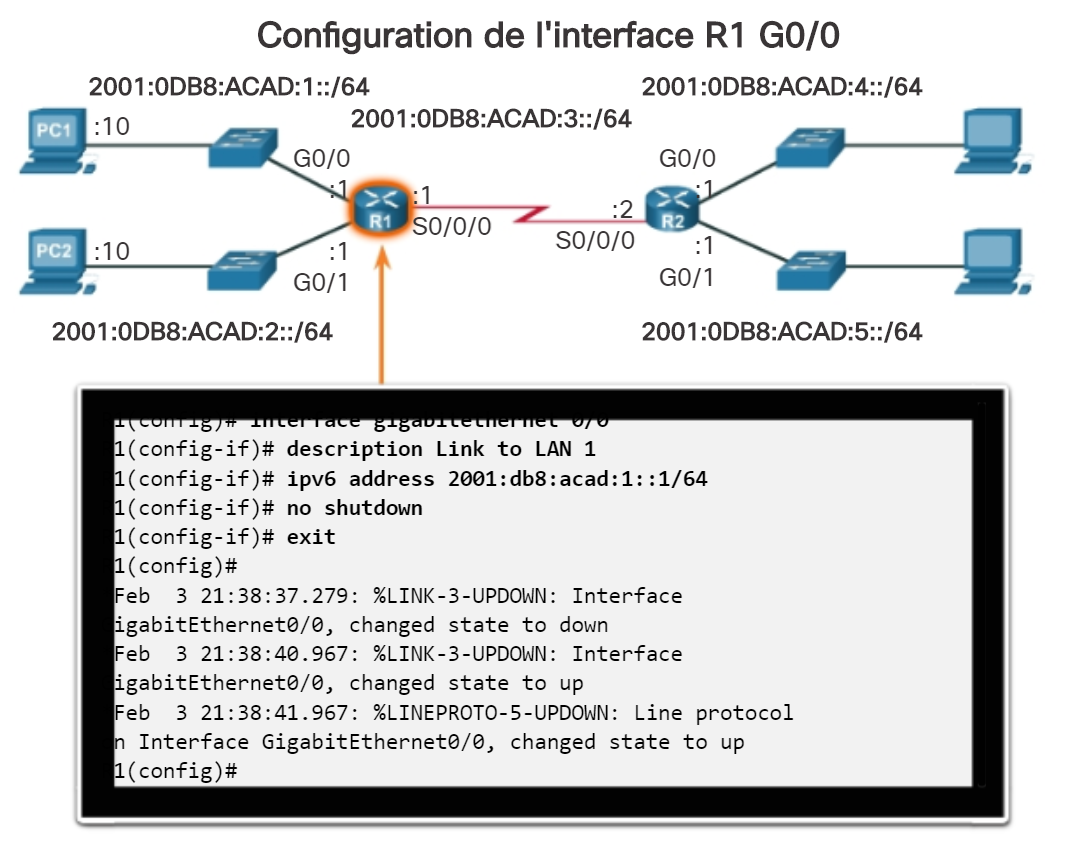 Configuration de l'interface R1 G0/0
2001:0DB8:ACAD:1::/64
2001:0DB8:ACAD:4::/64
2001:0DB8:ACAD:3::/64
PC1
:10
G0/0
:1
R1
:1
S0/0/0
:2
S0/0/0
G0/0
:1
R2
PC2
:10
:1
G0/1
:1
G0/1
2001:0DB8:ACAD:2::/64
2001:0DB8:ACAD:5::/64
1(config)# interface gigabitethernet 0/0
1(config-if)# description Link to LAN 1
1(config-if)# ipv6 address 2001:db8:acad:1::1/64
1(config-if)# no shutdown
1(config-if)# exit
1(config)#
Feb  3 21:38:37.279: %LINK-3-UPDOWN: Interface
igabitEthernet0/0, changed state to down
Feb  3 21:38:40.967: %LINK-3-UPDOWN: Interface
igabitEthernet0/0, changed state to up
Feb  3 21:38:41.967: %LINEPROTO-5-UPDOWN: Line protocol
n Interface GigabitEthernet0/0, changed state to up
1(config)#